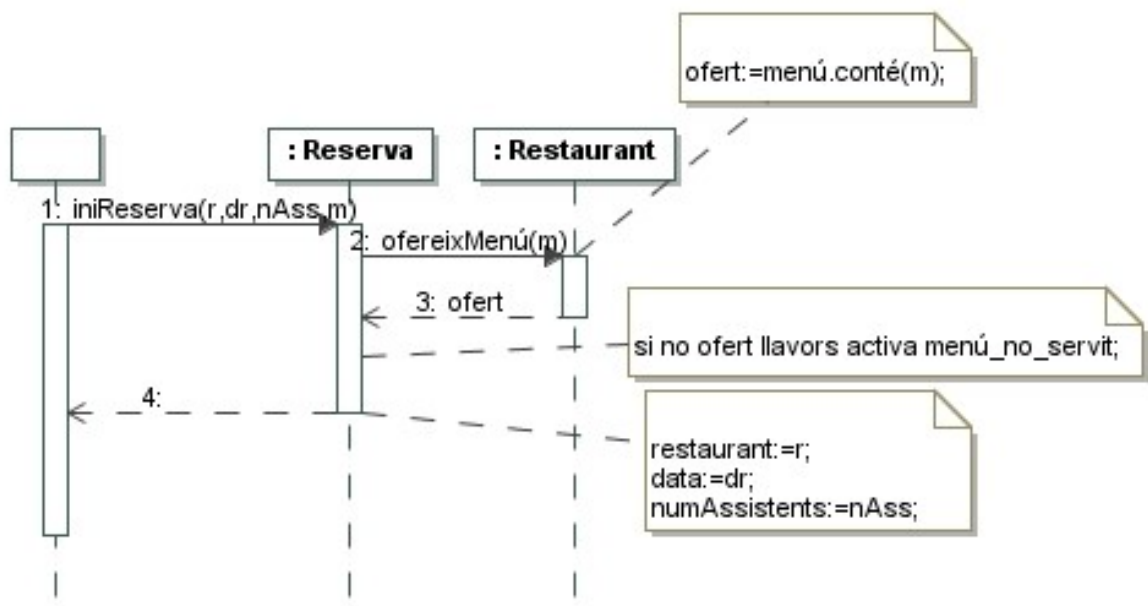 ofert:=menú.conté(m);
: Reserva
: Restaurant
1: iniReserva(r,dr,nAss,m)
2: ofereixMenú(m)
3: ofert
si no ofert llavors activa menú_no_servit;
4:
restaurant:=r;
data:=dr;
numAssistents:=nAss;